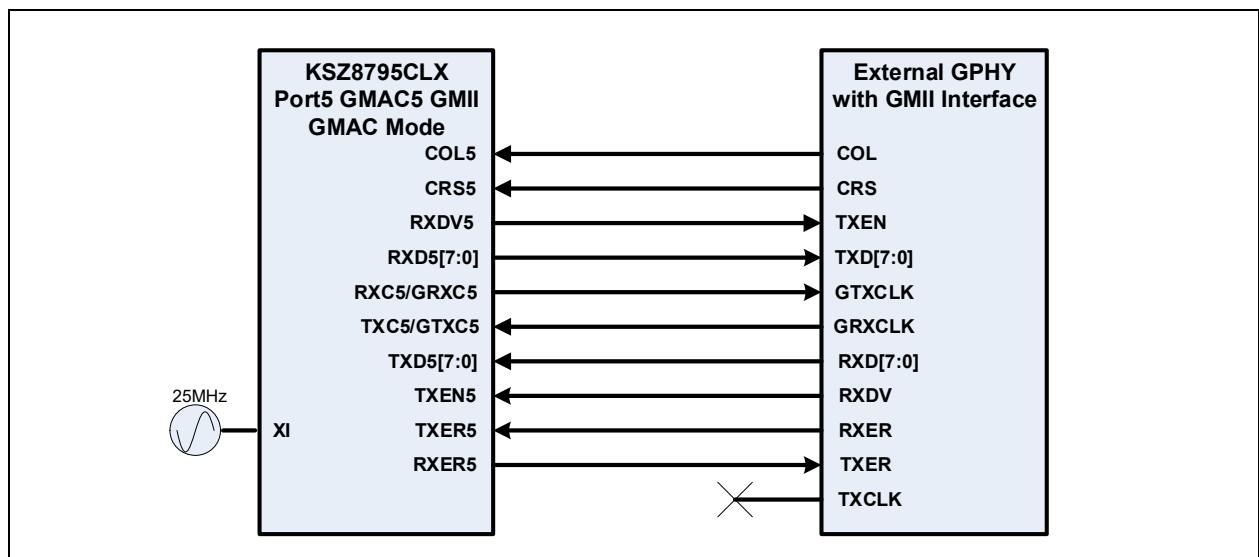 KSZ8795CLX
Port5 GMAC5 GMII
GMAC Mode
COL5
CRS5
RXDV5
RXD5[7:0]
RXC5/GRXC5
TXC5/GTXC5
TXD5[7:0]
TXEN5
TXER5
RXER5
25MHz
XI
External GPHY
with GMII Interface
COL
CRS
TXEN
TXD[7:0]
GTXCLK
GRXCLK
RXD[7:0]
RXDV
RXER
TXER
TXCLK